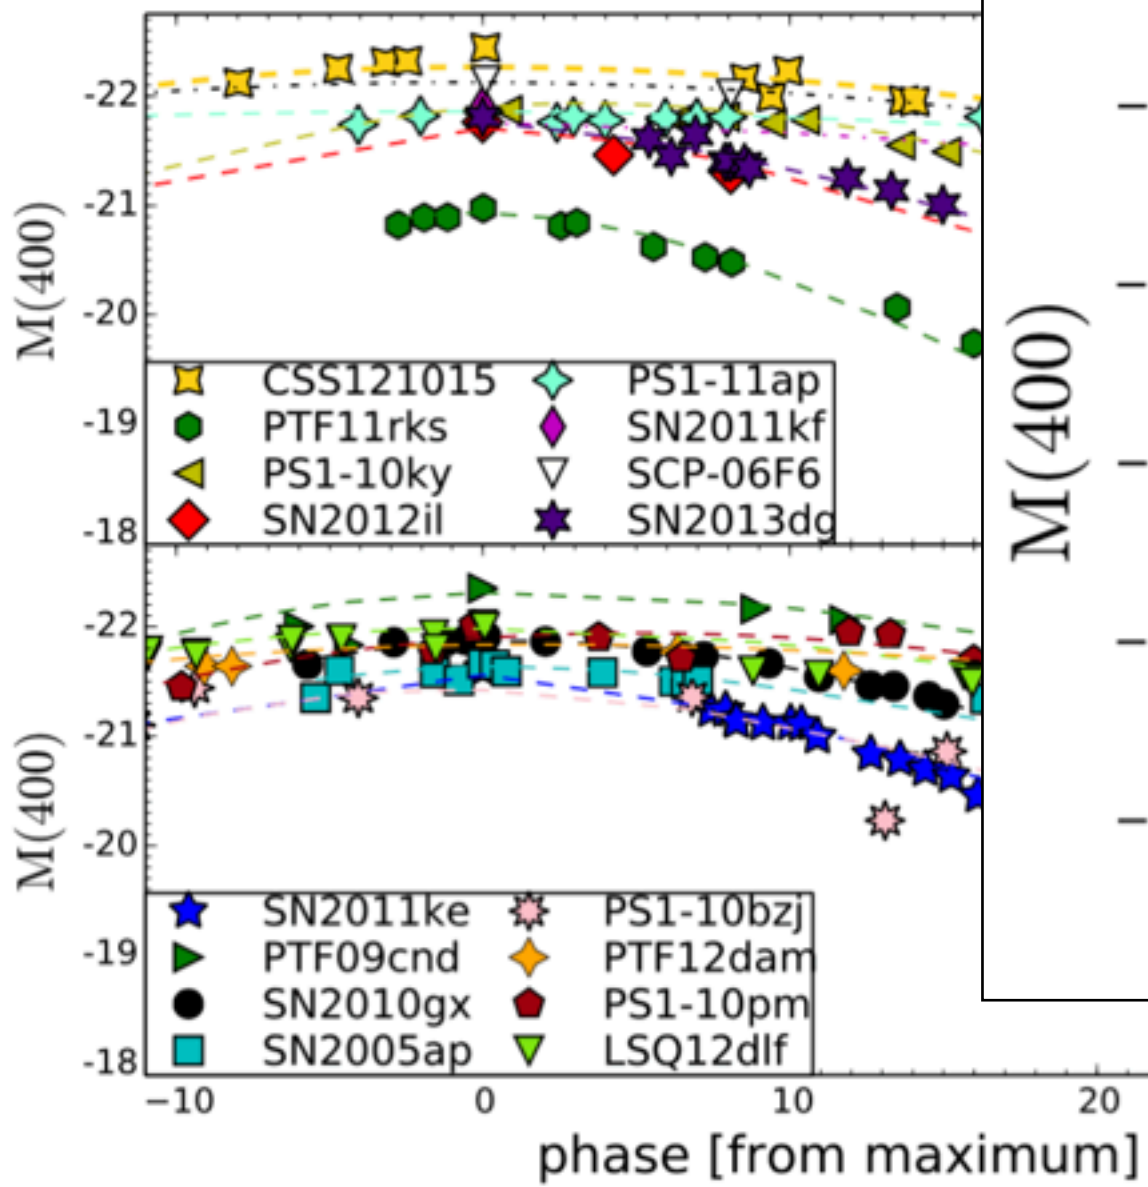 -22
-21
-20
-19
-18
M(400)
CSS121015
PTF11rks
PS1-10ky
SN2012il
PS1-11ap
SN2011kf
SCP-06F6
SN2013dg
M(400)
-22
-21
-20
-19
-18
M(400)
SN2011ke
PTF09cnd
SN2010gx
SN2005ap
PS1-10bzj
PTF12dam
PS1-10pm
LSQ12dlf
−10 0 10 20
phase [from maximum]